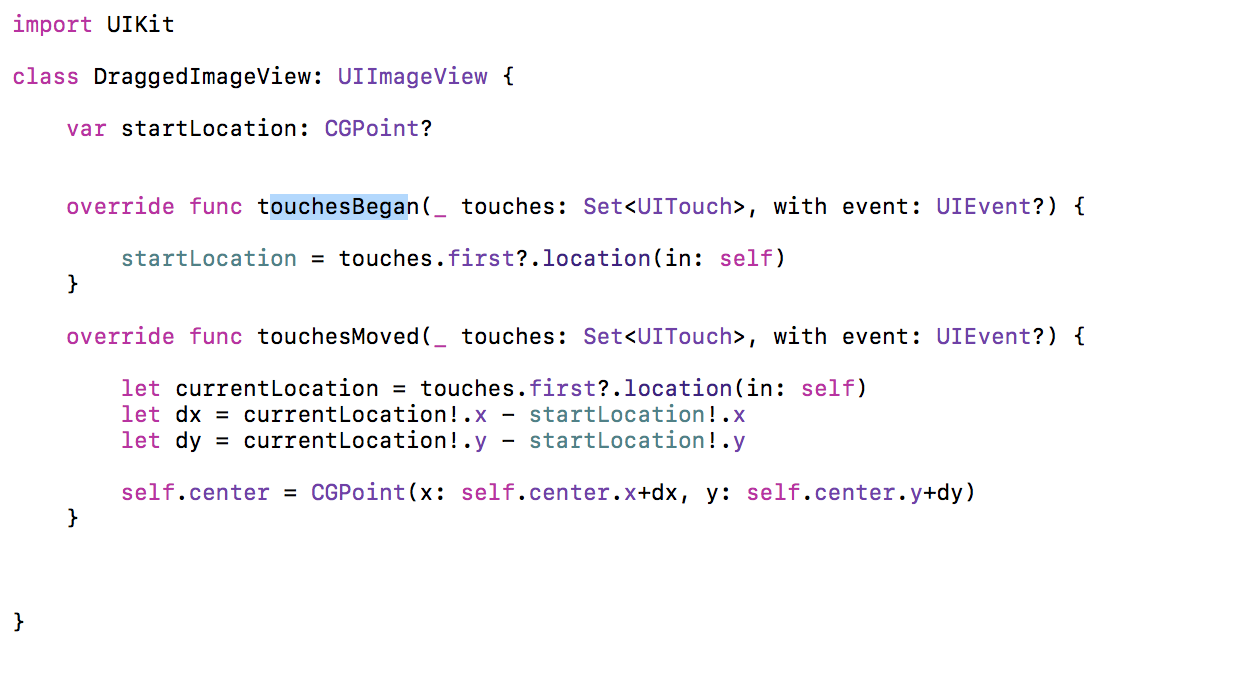 import UIKit
class DraggedImageView: UIImageView {
var startLocation: CGPoint?
override func touchesBegan(_ touches: Set<UITouch>, with event: UIEvent?) {
startLocation = touches.first?.location(in: self)
}
override func touchesMoved(_ touches: Set<UITouch>, with event: UIEvent?) {
let currentLocation = touches.first?.location(in: self)
let dx = currentLocation!.x - startLocation!.x
let dy = currentLocation!.y - startLocation!.y
self.center = CGPoint(x: self.center.x+dx, y: self.center.y+dy)
}
}